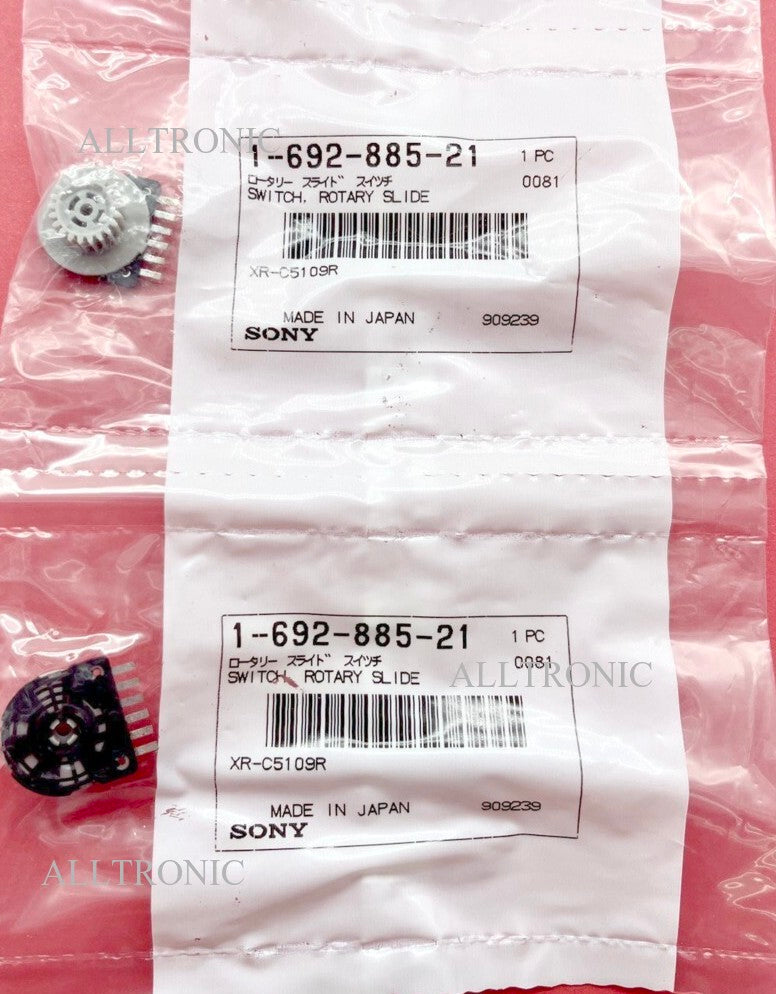 ALLTRONIC
1-692-885-21 1 PC
ロータリー スライド スイッチ 0081
SWITCH, ROTARY SLIDE
XR-C5109R
MADE IN JAPAN 909239
SONY
1-692-885-21 1 PC
ロータリー スライド スイッチ 0081
SWITCH, ROTARY SLIDE
ALLTRONIC
XR-C5109R
MADE IN JAPAN 909239
SONY
ALLTRONIC